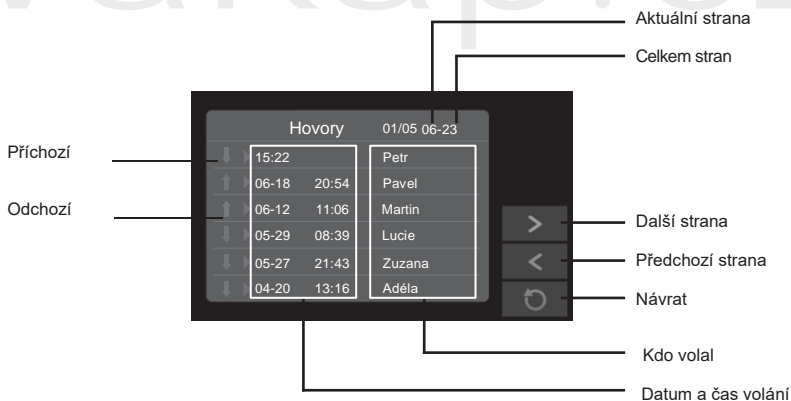 Aktuální strana
Celkem stran
Hovory 01/05 06-23
Příchozí
15:22 Petr
06-18 20:54 Pavel
Odchozí
06-12 11:06 Martin
05-29 08:39 Lucie
05-27 21:43 Zuzana
04-20 13:16 Adéla
Další strana
Předchozí strana
Návrat
Kdo volal
Datum a čas volání